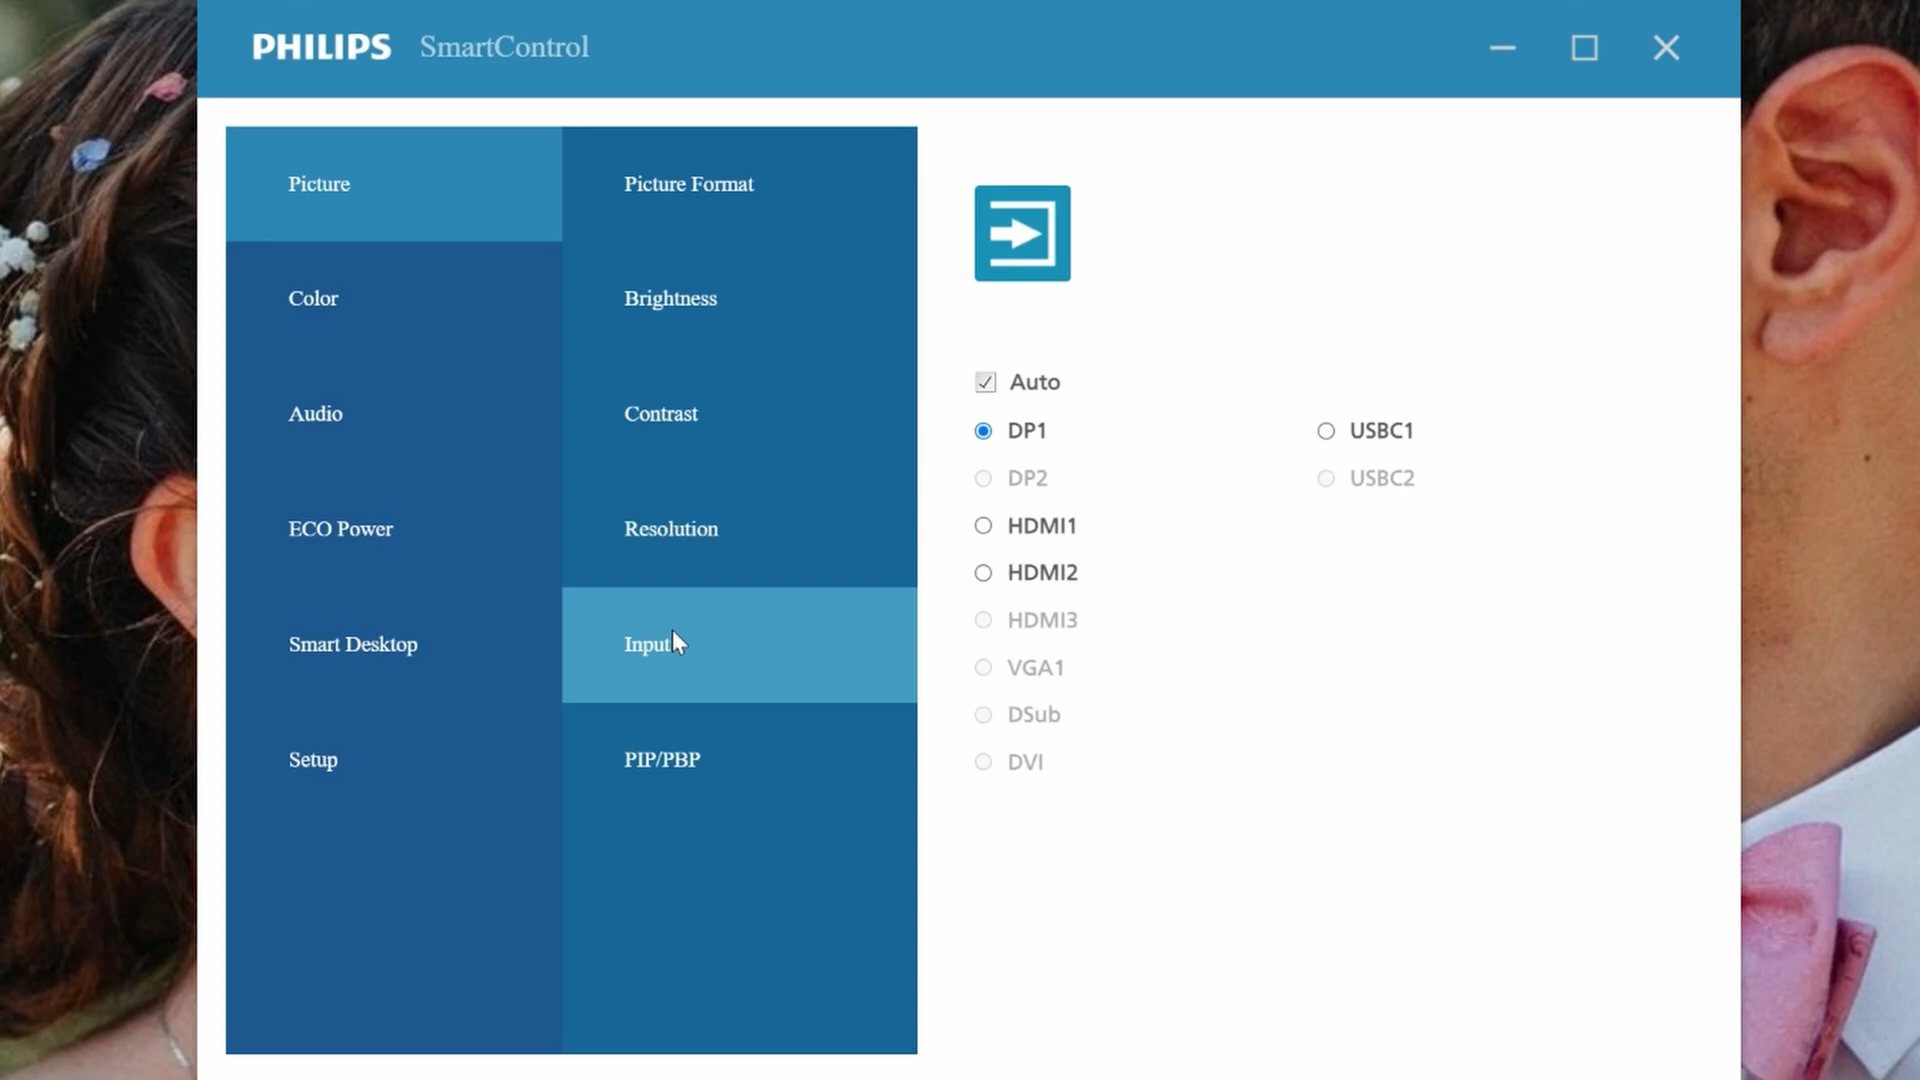 PHILIPS SmartControl
Picture
Color
Audio
ECO Power
Smart Desktop
Setup
Picture Format
Brightness
Contrast
Resolution
Input
PIP/PBP
Auto
DP1
DP2
HDMI1
HDMI2
HDMI3
VGA1
DSub
DVI
USBC1
USBC2